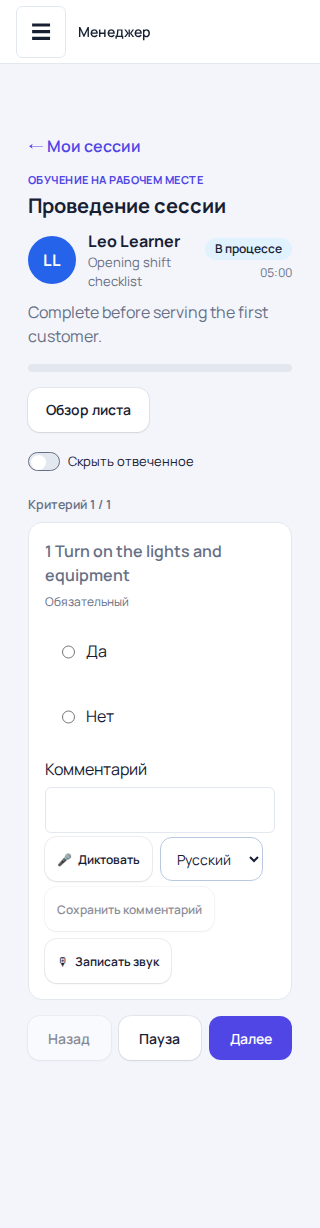 Менеджер
← Мои сессии
ОБУЧЕНИЕ НА РАБОЧЕМ МЕСТЕ
Проведение сессии
LL
Leo Learner
Opening shift
checklist
В процессе
05:00
Complete before serving the first
customer.
Обзор листа
Скрыть отвеченное
Критерий 1 / 1
1 Turn on the lights and
equipment
Обязательный
Да
Нет
Комментарий
Диктовать
Русский
Сохранить комментарий
Записать звук
Назад
Пауза
Далее